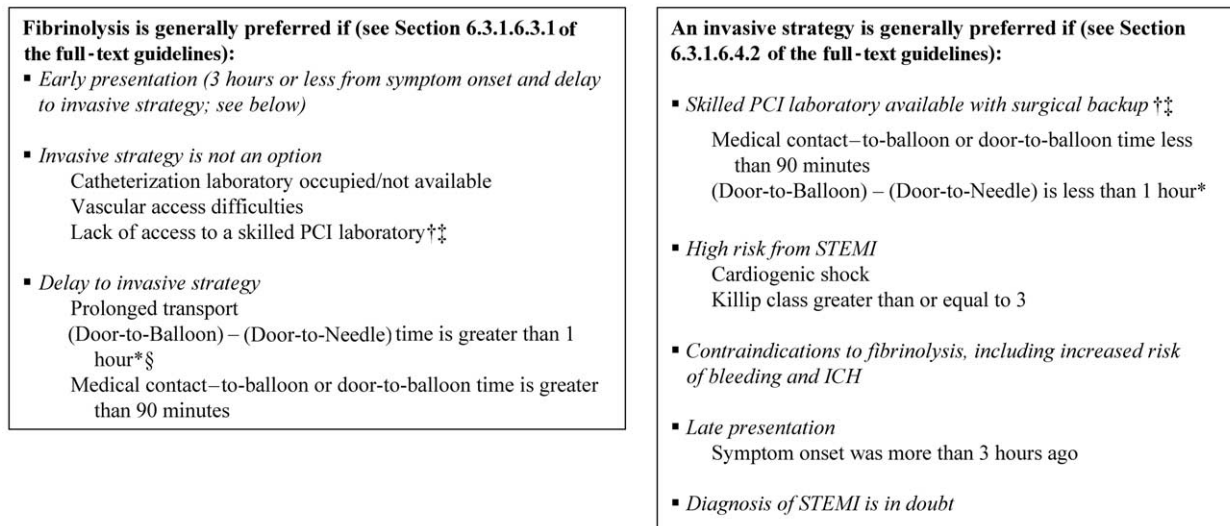 Fibrinolysis is generally preferred if (see Section 6.3.1.6.3.1 of
the full-text guidelines):
▪ Early presentation (3 hours or less from symptom onset and delay
to invasive strategy; see below)
▪ Invasive strategy is not an option
Catheterization laboratory occupied/not available
Vascular access difficulties
Lack of access to a skilled PCI laboratory†‡
▪ Delay to invasive strategy
Prolonged transport
(Door-to-Balloon) – (Door-to-Needle) time is greater than 1
hour*§
Medical contact–to-balloon or door-to-balloon time is greater
than 90 minutes
An invasive strategy is generally preferred if (see Section
6.3.1.6.4.2 of the full-text guidelines):
▪ Skilled PCI laboratory available with surgical backup †‡
Medical contact–to-balloon or door-to-balloon time less
than 90 minutes
(Door-to-Balloon) – (Door-to-Needle) is less than 1 hour*
▪ High risk from STEMI
Cardiogenic shock
Killip class greater than or equal to 3
▪ Contraindications to fibrinolysis, including increased risk
of bleeding and ICH
▪ Late presentation
Symptom onset was more than 3 hours ago
▪ Diagnosis of STEMI is in doubt